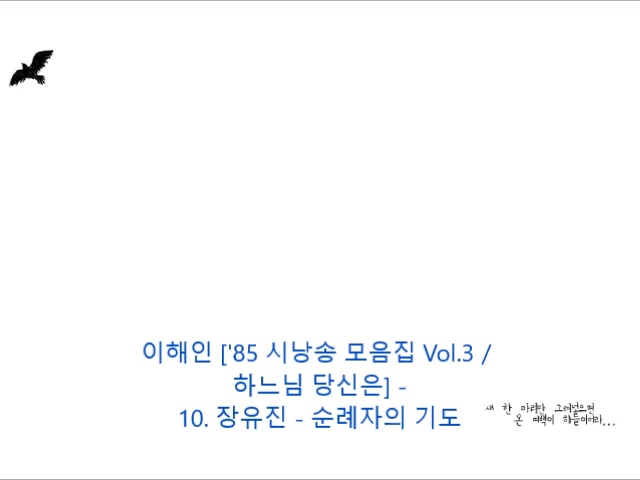 이해인 ['85 시낭송 모음집 Vol.3 /
하느님 당신은] -
10. 장유진 - 순례자의 기도
새 한 마리만 그려넣으면
온 여백이 하늘이어라...